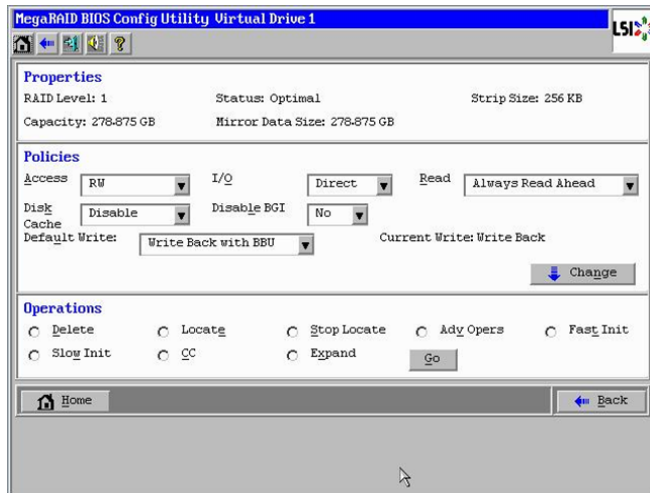 MegaRAID BIOS Config Utility Virtual Drive 1
LSI
Properties
RAID Level: 1 Status: Optimal Strip Size: 256 KB
Capacity: 278.875 GB Mirror Data Size: 278.875 GB
Policies
Access RW I/O Direct Read Always Read Ahead
Disk Cache Disable Disable BGI No
Default Write: Write Back with BBU Current Write: Write Back
Change
Operations
Delete Locate Stop Locate Adv Opers Fast Init
Slow Init CC Expand Go
Home Back